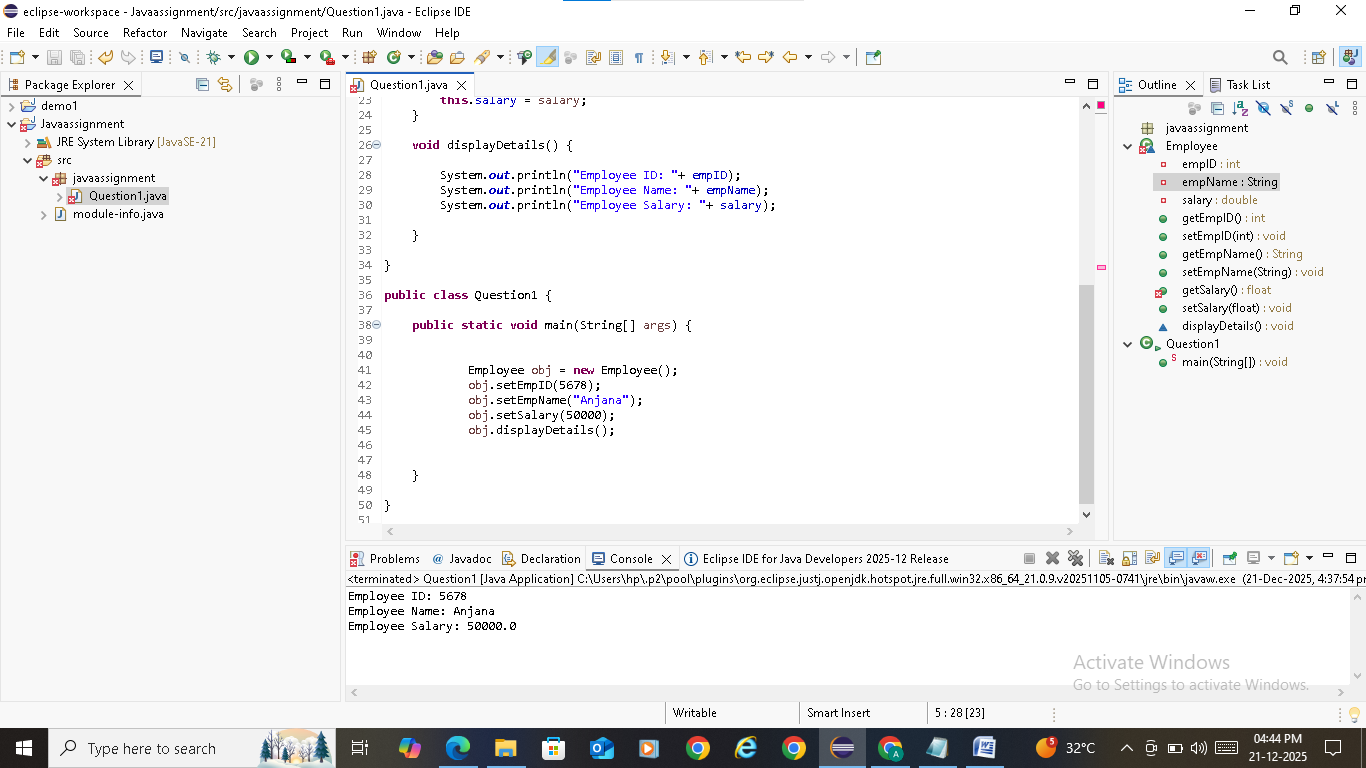 eclipse-workspace - Javaassignment/src/javaassignment/Question1.java - Eclipse IDE
File Edit Source Refactor Navigate Search Project Run Window Help
Package Explorer
demo1
Javaassignment
JRE System Library [JavaSE-21]
src
javaassignment
Question1.java
module-info.java
Question1.java
23 this.salary = salary;
24 }
25
26 void displayDetails() {
27
28 System.out.println("Employee ID: "+ empID);
29 System.out.println("Employee Name: "+ empName);
30 System.out.println("Employee Salary: "+ salary);
31
32 }
33
34 }
35
36 public class Question1 {
37
38 public static void main(String[] args) {
39
40
41 Employee obj = new Employee();
42 obj.setEmpID(5678);
43 obj.setEmpName("Anjana");
44 obj.setSalary(50000);
45 obj.displayDetails();
46
47
48 }
49
50 }
51
Outline Task List
javaassignment
Employee
empID : int
empName : String
salary : double
getEmpID() : int
setEmpID(int) : void
getEmpName() : String
setEmpName(String) : void
getSalary() : float
setSalary(float) : void
displayDetails() : void
Question1
main(String[]) : void
Problems Javadoc Declaration Console Eclipse IDE for Java Developers 2025-12 Release
<terminated> Question1 [Java Application] C:\Users\hp\.p2\pool\plugins\org.eclipse.justj.openjdk.hotspot.jre.full.win32.x86_64_21.0.9.v20251105-0741\jre\bin\javaw.exe (21-Dec-2025, 4:37:54 pm
Employee ID: 5678
Employee Name: Anjana
Employee Salary: 50000.0
Activate Windows
Go to Settings to activate Windows.
Writable Smart Insert 5 : 28 [23]
Type here to search
5
32°C
04:44 PM
21-12-2025